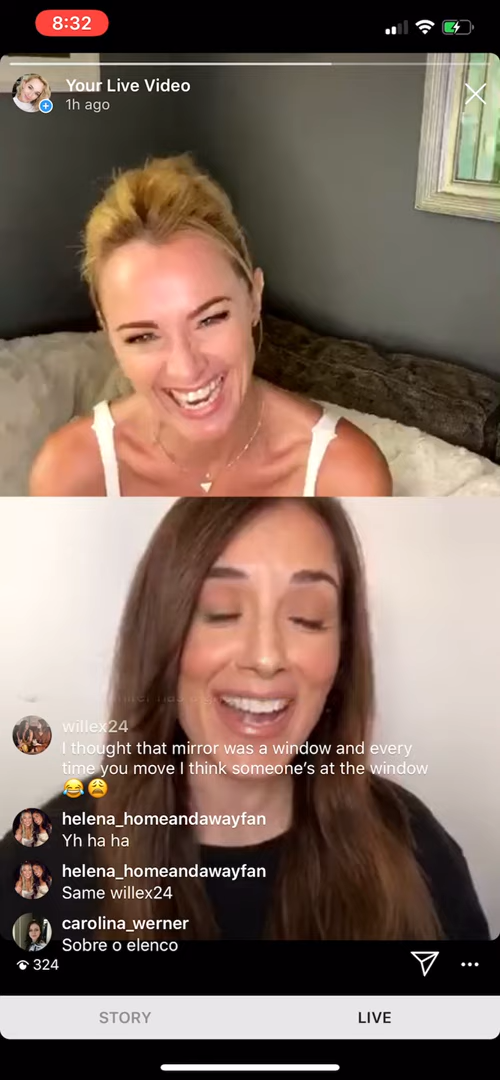 8:32
Your Live Video
1h ago
willex24
I thought that mirror was a window and every
time you move I think someone's at the window
😂😩
helena_homeandawayfan
Yh ha ha
helena_homeandawayfan
Same willex24
carolina_werner
Sobre o elenco
324
STORY
LIVE